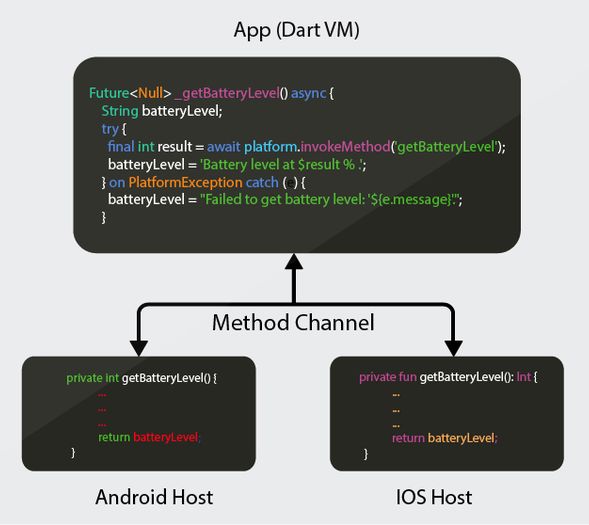 App (Dart VM)
Future<Null> _getBatteryLevel() async {
String batteryLevel;
try {
final int result = await platform.invokeMethod('getBatteryLevel');
batteryLevel = 'Battery level at $result % .';
} on PlatformException catch (e) {
batteryLevel = "Failed to get battery level: '${e.message}'.";
}
Method Channel
private int getBatteryLevel() {
...
...
...
return batteryLevel;
}
private fun getBatteryLevel(): Int {
...
...
...
return batteryLevel;
}
Android Host
IOS Host